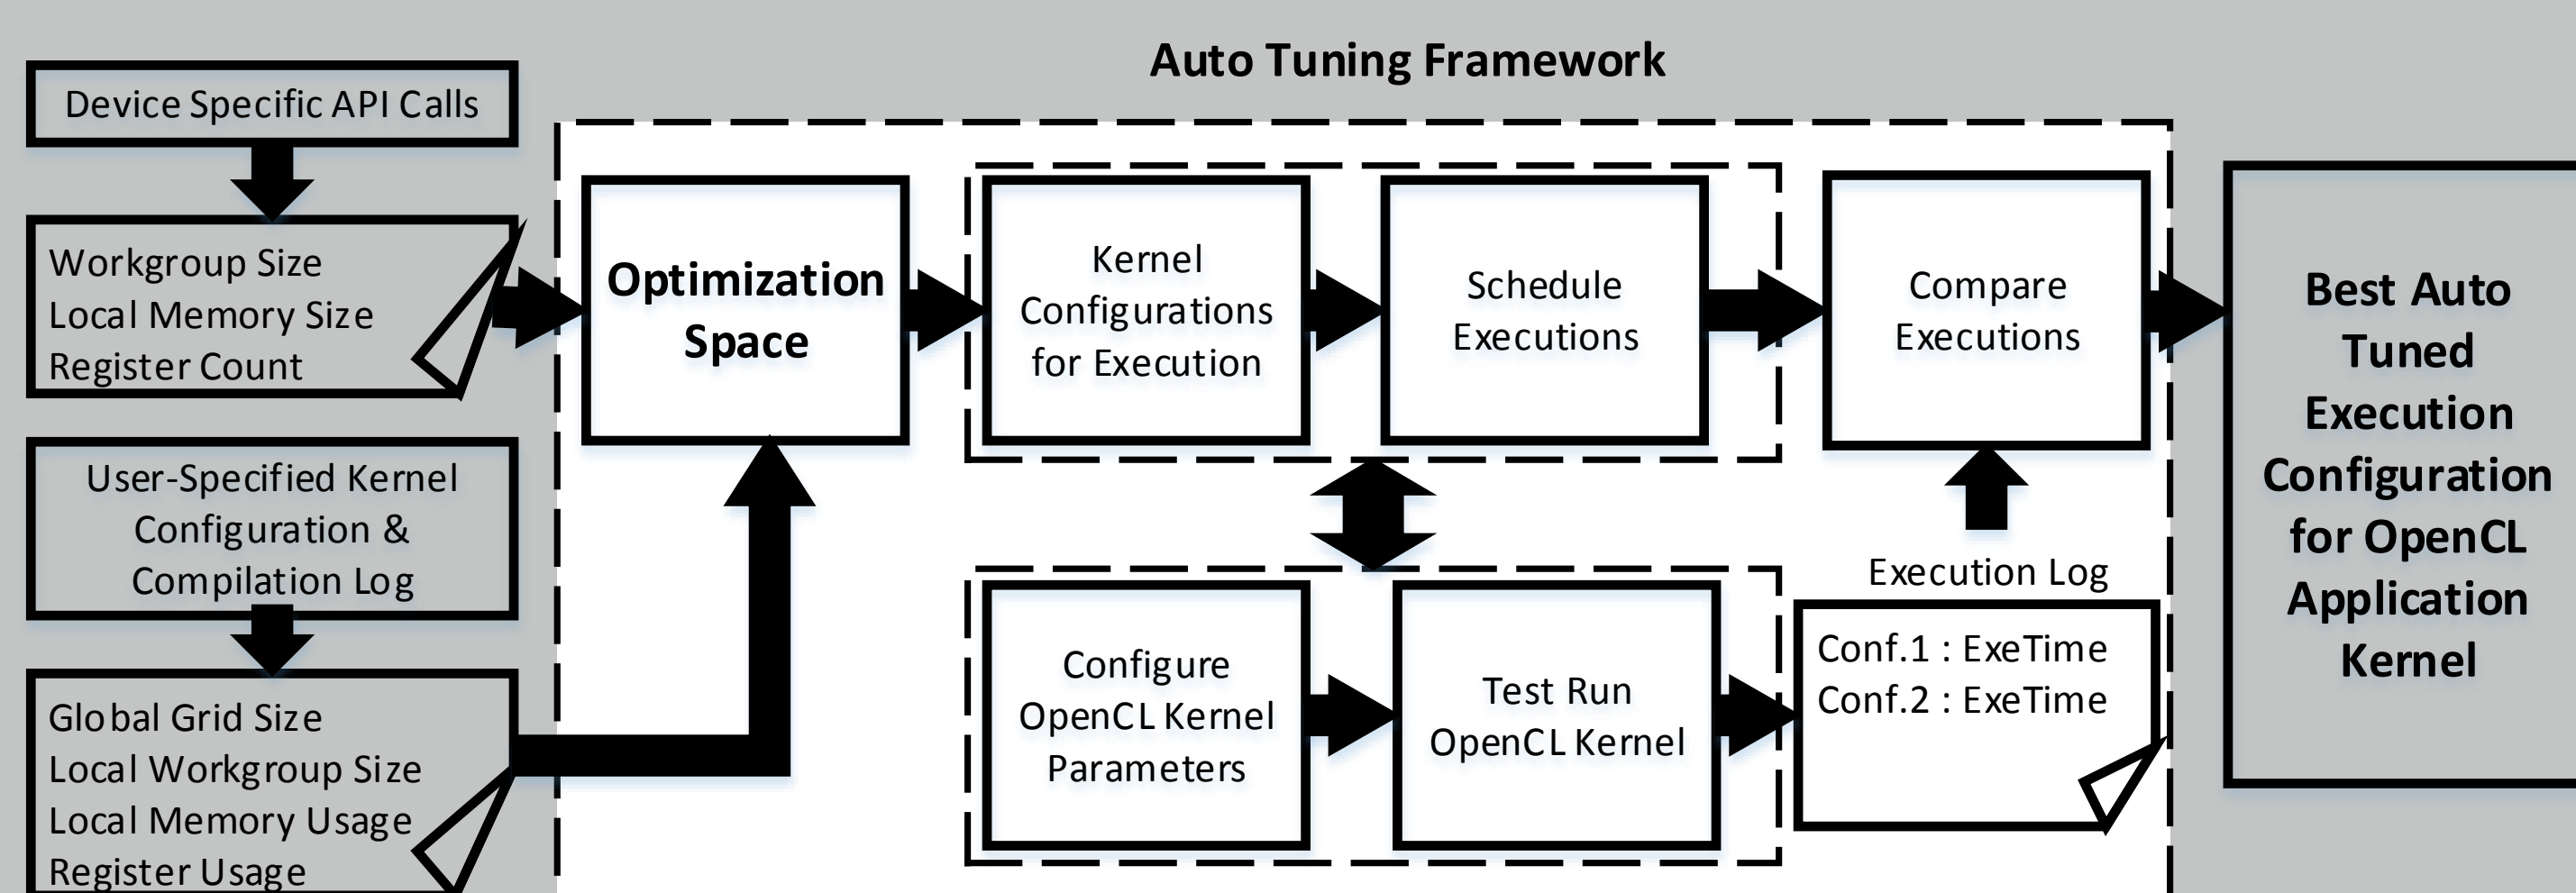 Auto Tuning Framework
Device Specific API Calls
Workgroup Size
Local Memory Size
Register Count
User-Specified Kernel
Configuration &
Compilation Log
Global Grid Size
Local Workgroup Size
Local Memory Usage
Register Usage
Optimization
Space
Kernel
Configurations
for Execution
Schedule
Executions
Compare
Executions
Configure
OpenCL Kernel
Parameters
Test Run
OpenCL Kernel
Execution Log
Conf.1 : ExeTime
Conf.2 : ExeTime
Best Auto
Tuned
Execution
Configuration
for OpenCL
Application
Kernel